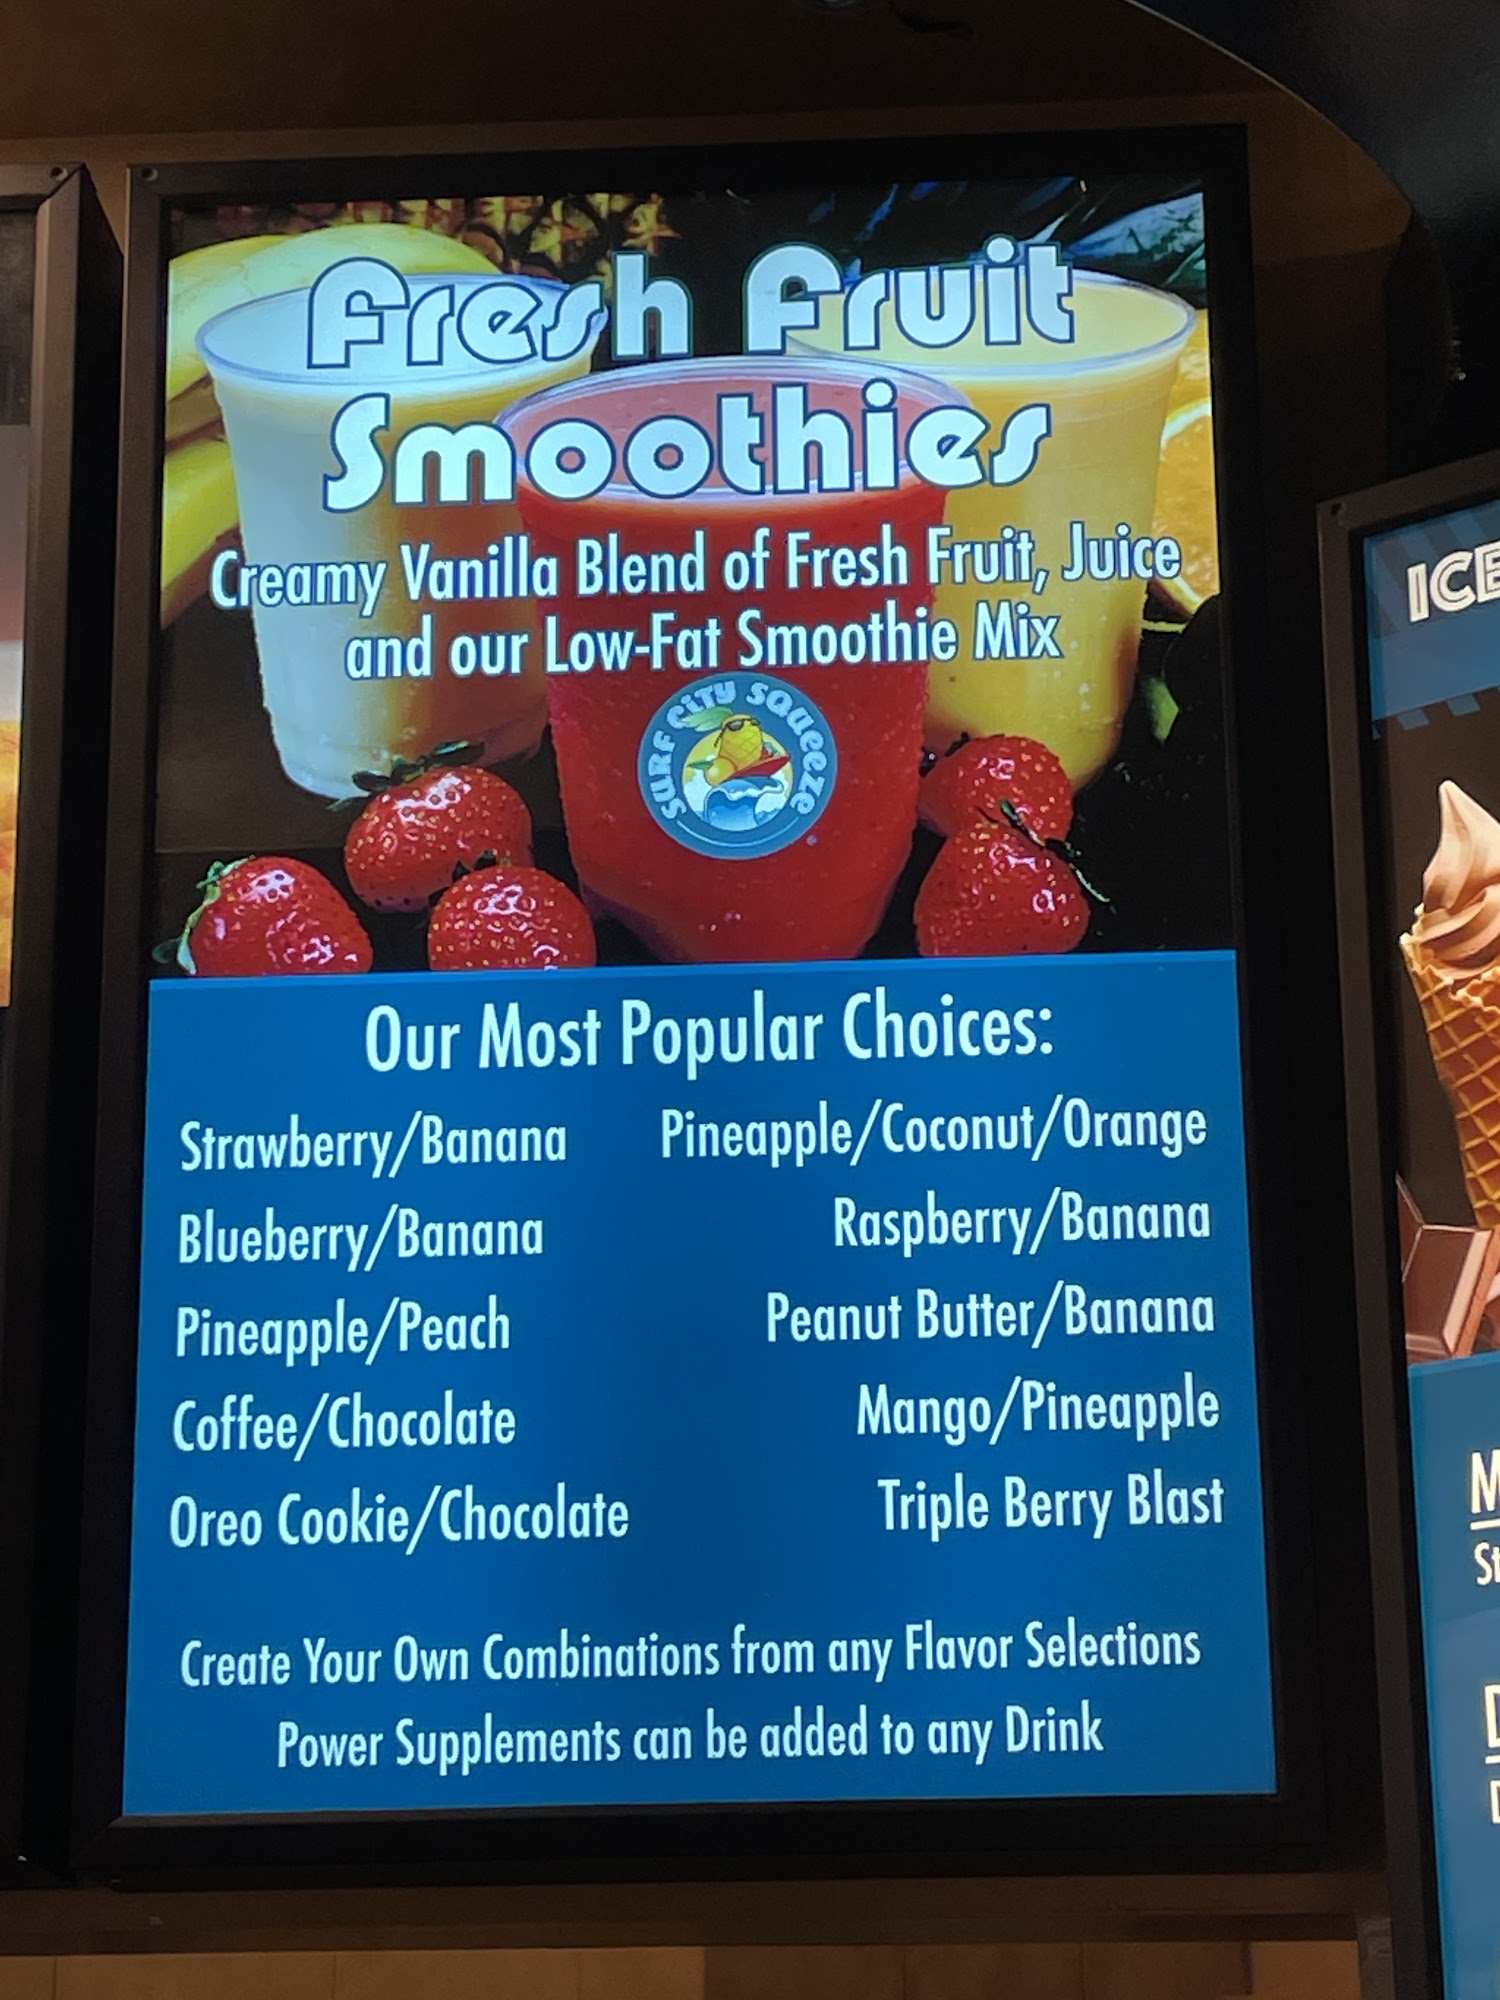 Fresh Fruit
Smoothies
Creamy Vanilla Blend of Fresh Fruit, Juice
and our Low-Fat Smoothie Mix
SURF CITY SQUEEZE
Our Most Popular Choices:
Strawberry/Banana
Blueberry/Banana
Pineapple/Peach
Coffee/Chocolate
Oreo Cookie/Chocolate
Pineapple/Coconut/Orange
Raspberry/Banana
Peanut Butter/Banana
Mango/Pineapple
Triple Berry Blast
Create Your Own Combinations from any Flavor Selections
Power Supplements can be added to any Drink
ICE